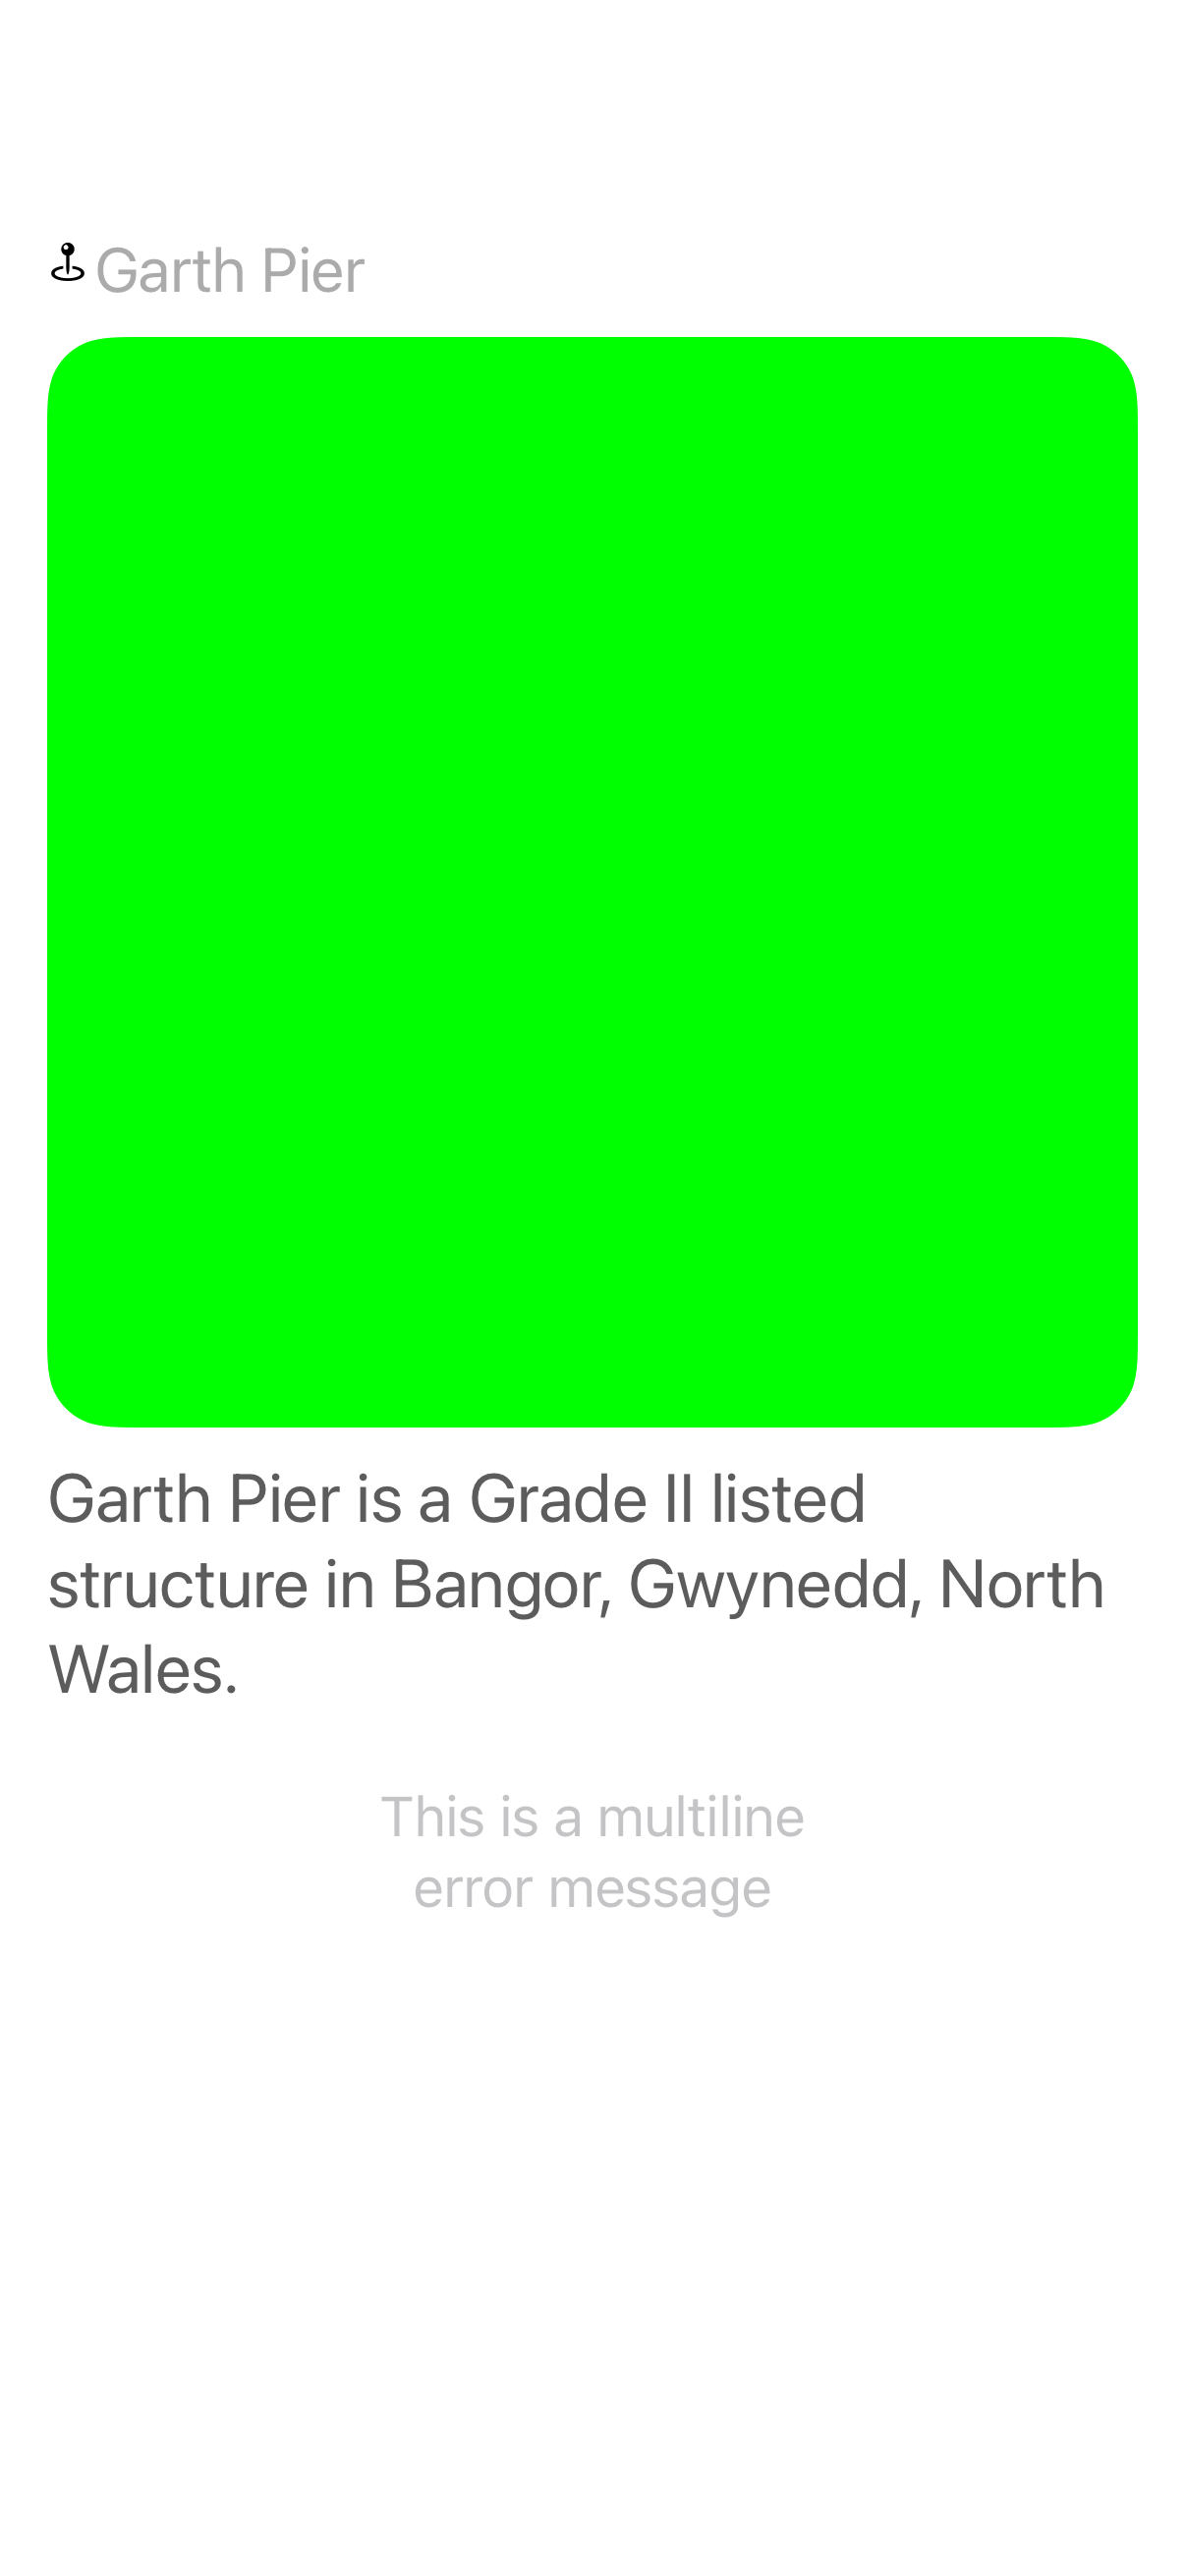 Garth Pier
Garth Pier is a Grade II listed
structure in Bangor, Gwynedd, North
Wales.
This is a multiline
error message